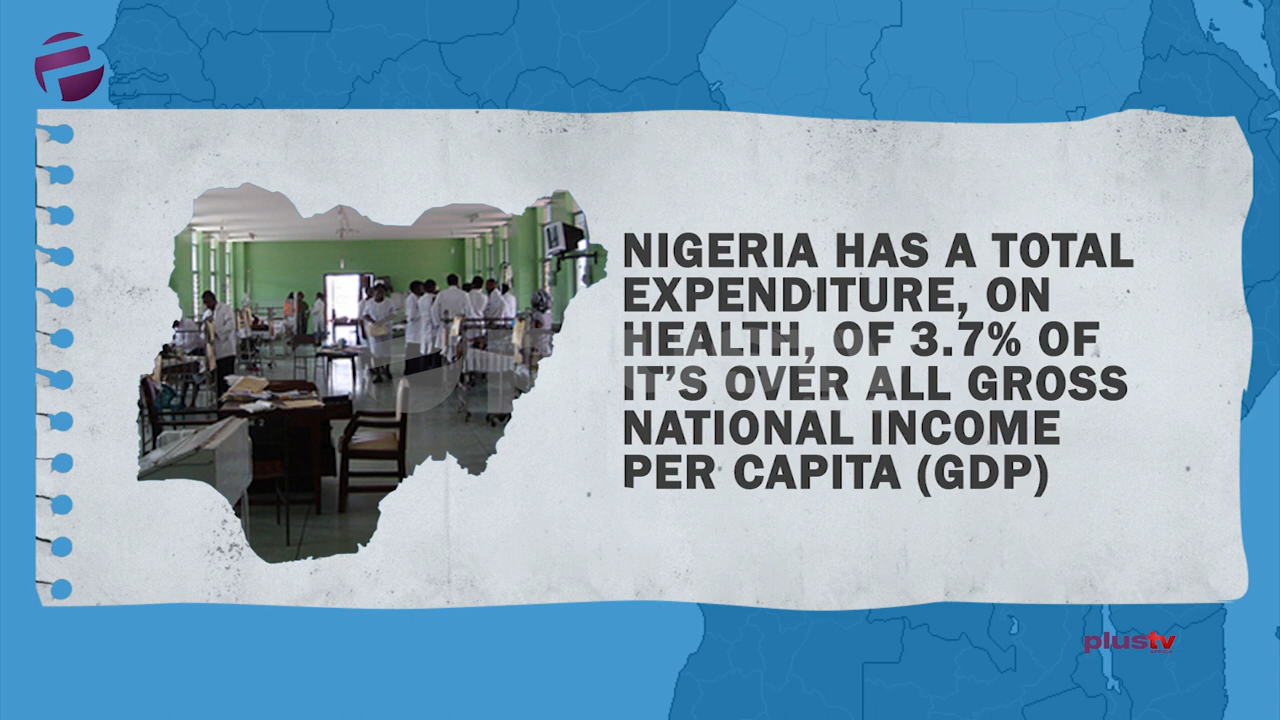 NIGERIA HAS A TOTAL
EXPENDITURE, ON
HEALTH, OF 3.7% OF
IT'S OVER ALL GROSS
NATIONAL INCOME
PER CAPITA (GDP)
plustv
AFRICA